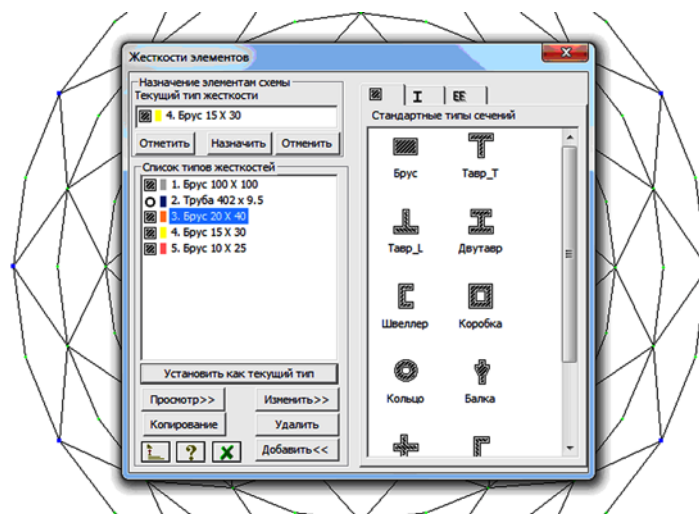 Жесткости элементов
Назначение элементам схемы
Текущий тип жесткости
4. Брус 15 X 30
Отметить Назначить Отменить
Список типов жесткостей
1. Брус 100 X 100
2. Труба 402 x 9.5
3. Брус 20 X 40
4. Брус 15 X 30
5. Брус 10 X 25
Установить как текущий тип
Просмотр>> Изменить>>
Копирование Удалить
Добавить<<
Стандартные типы сечений
Брус Тавр_Т
Тавр_L Двутавр
Швеллер Коробка
Кольцо Балка